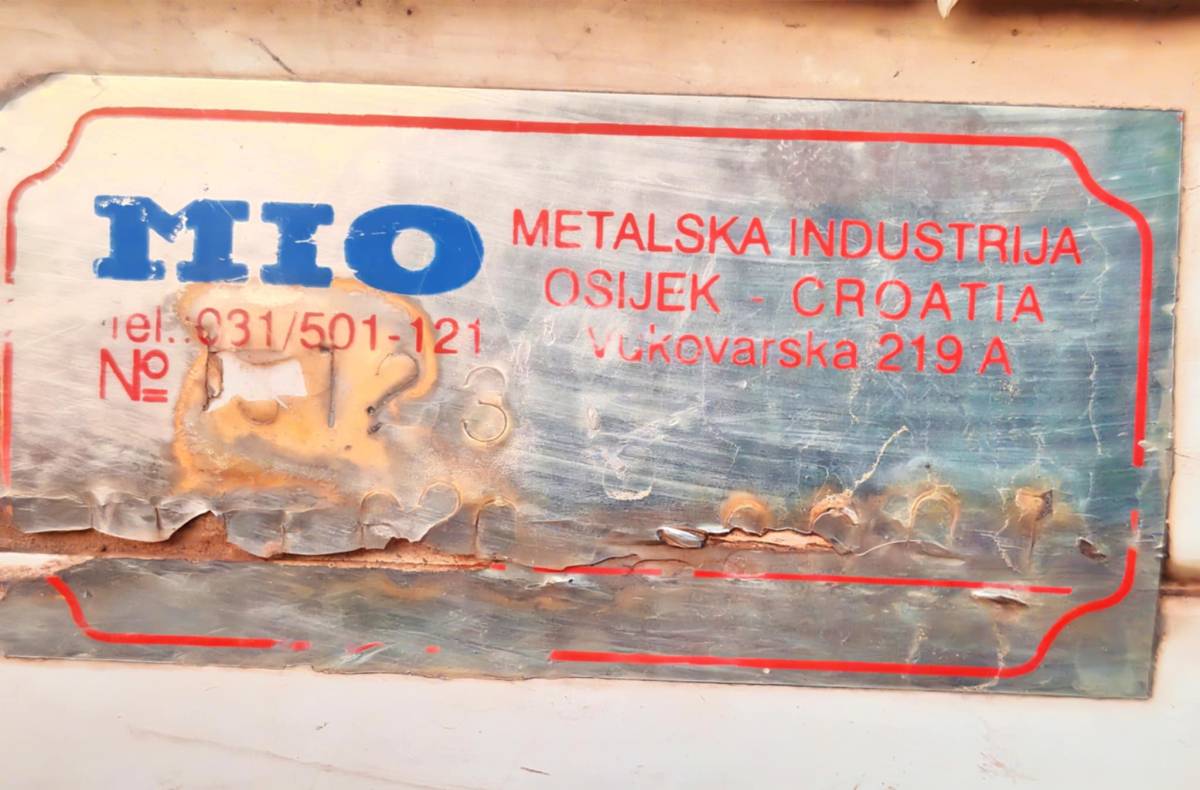 MIO
METALSKA INDUSTRIJA
OSIJEK - CROATIA
Vukovarska 219 A
Tel.: 031/501-121
Nº